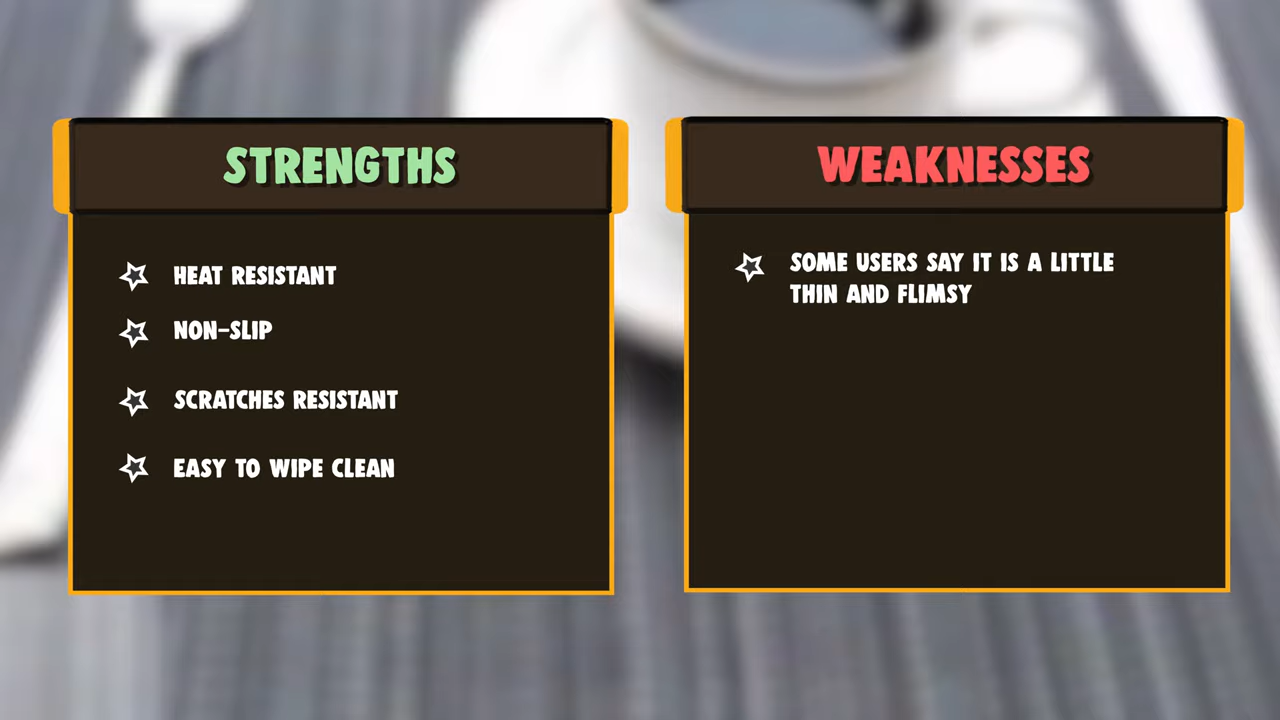 STRENGTHS
HEAT RESISTANT
NON-SLIP
SCRATCHES RESISTANT
EASY TO WIPE CLEAN
WEAKNESSES
SOME USERS SAY IT IS A LITTLE
THIN AND FLIMSY